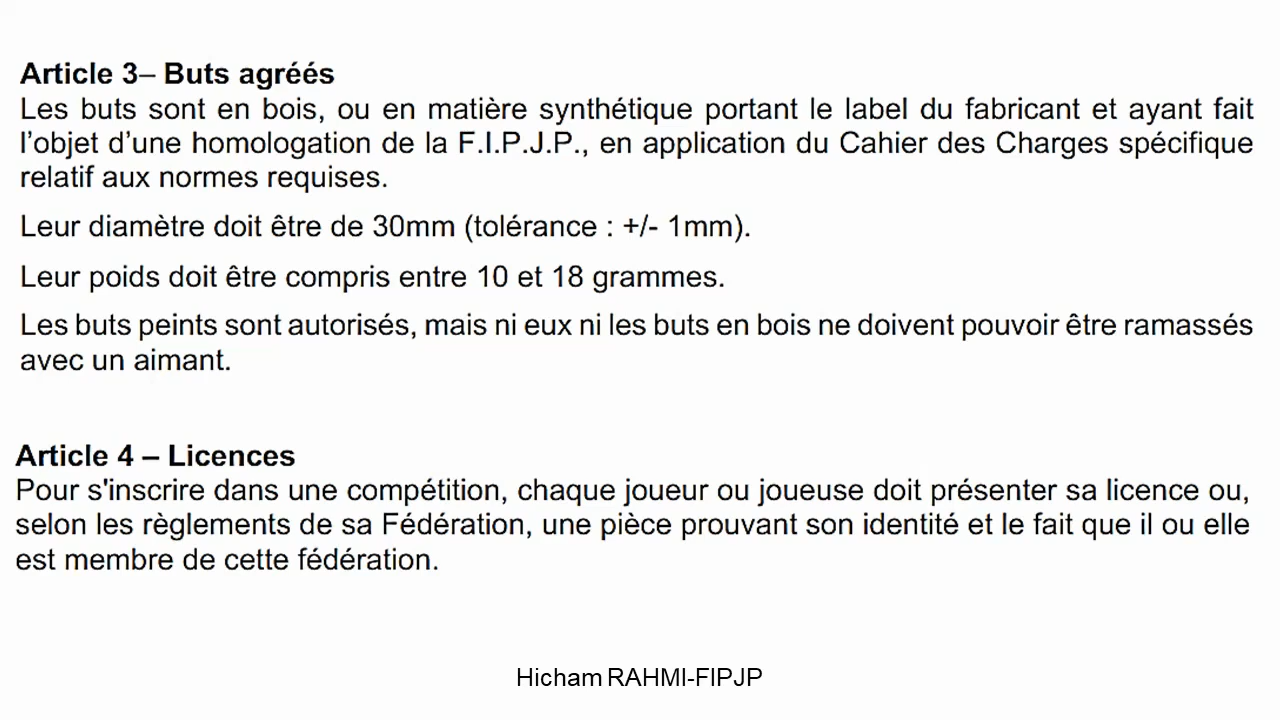 Article 3– Buts agréés
Les buts sont en bois, ou en matière synthétique portant le label du fabricant et ayant fait
l’objet d’une homologation de la F.I.P.J.P., en application du Cahier des Charges spécifique
relatif aux normes requises.
Leur diamètre doit être de 30mm (tolérance : +/- 1mm).
Leur poids doit être compris entre 10 et 18 grammes.
Les buts peints sont autorisés, mais ni eux ni les buts en bois ne doivent pouvoir être ramassés
avec un aimant.
Article 4 – Licences
Pour s'inscrire dans une compétition, chaque joueur ou joueuse doit présenter sa licence ou,
selon les règlements de sa Fédération, une pièce prouvant son identité et le fait que il ou elle
est membre de cette fédération.
Hicham RAHMI-FIPJP